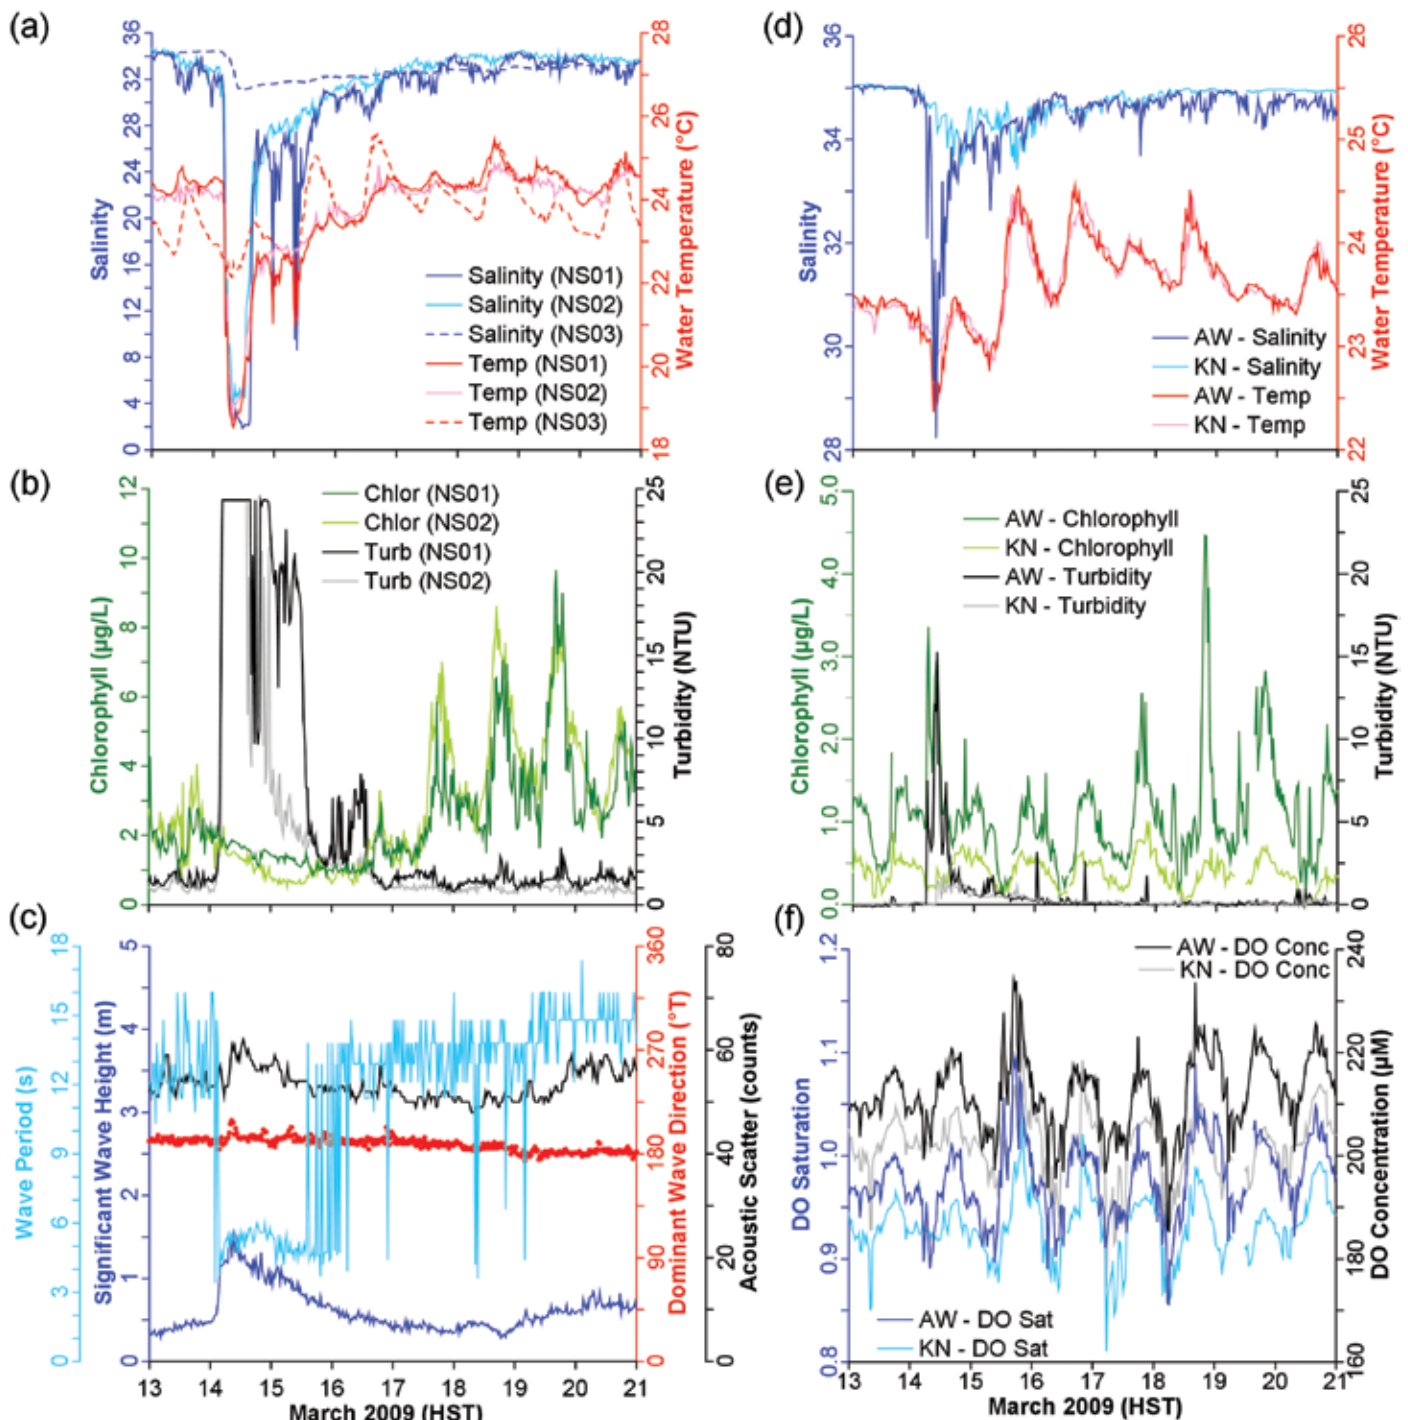 (a)
36
32
28
24
20
16
12
8
4
0
Salinity
28
26
24
22
20
18
Water Temperature (°C)
Salinity (NS01)
Salinity (NS02)
Salinity (NS03)
Temp (NS01)
Temp (NS02)
Temp (NS03)
(d)
36
34
32
30
28
Salinity
26
25
24
23
22
Water Temperature (°C)
AW - Salinity
KN - Salinity
AW - Temp
KN - Temp
(b)
12
10
8
6
4
2
0
Chlorophyll (µg/L)
25
20
15
10
5
0
Turbidity (NTU)
Chlor (NS01)
Chlor (NS02)
Turb (NS01)
Turb (NS02)
(e)
5.0
4.0
3.0
2.0
1.0
0.0
Chlorophyll (µg/L)
25
20
15
10
5
0
Turbidity (NTU)
AW - Chlorophyll
KN - Chlorophyll
AW - Turbidity
KN - Turbidity
(c)
18
15
12
9
6
3
0
Wave Period (s)
5
4
3
2
1
0
Significant Wave Height (m)
360
270
180
90
0
Dominant Wave Direction (°T)
80
60
40
20
0
Acoustic Scatter (counts)
13 14 15 16 17 18 19 20 21
March 2009 (HST)
(f)
1.2
1.1
1.0
0.9
0.8
DO Saturation
240
220
200
180
160
DO Concentration (µM)
AW - DO Conc
KN - DO Conc
AW - DO Sat
KN - DO Sat
13 14 15 16 17 18 19 20 21
March 2009 (HST)